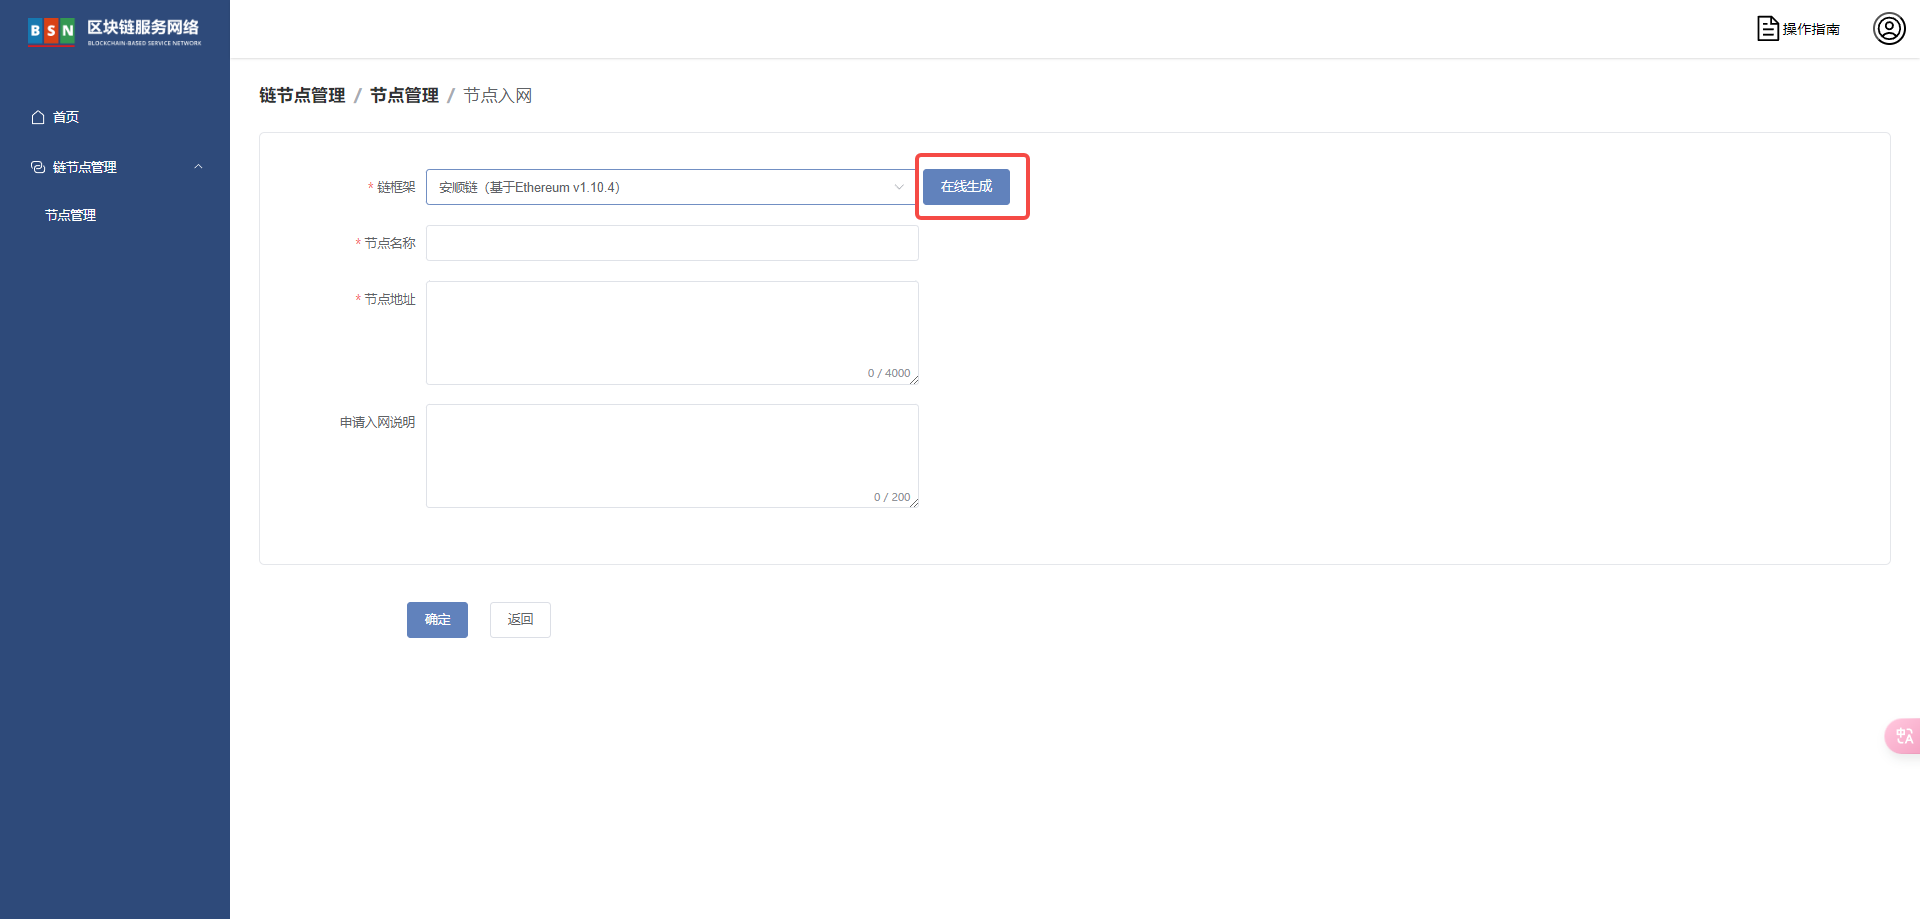 BSN 区块链服务网络
BLOCKCHAIN-BASED SERVICE NETWORK
操作指南
首页
链节点管理
节点管理
链节点管理 / 节点管理 / 节点入网
* 链框架
安顺链（基于Ethereum v1.10.4）
在线生成
* 节点名称
* 节点地址
0 / 4000
申请入网说明
0 / 200
确定
返回
中 A